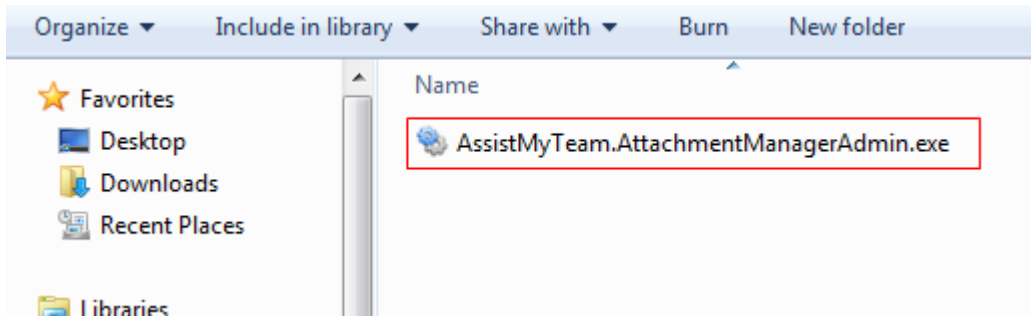 Organize Include in library Share with Burn New folder
Favorites
Desktop
Downloads
Recent Places
Libraries
Name
AssistMyTeam.AttachmentManagerAdmin.exe